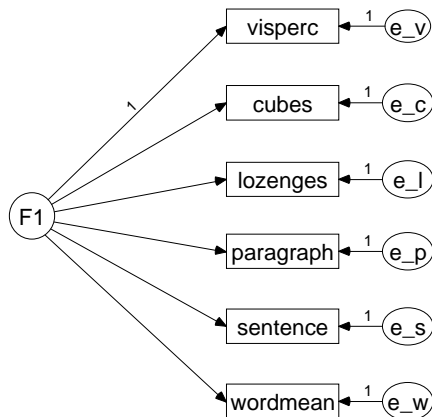 visperc 1 e_v
1
cubes 1 e_c
lozenges 1 e_l
F1
paragraph 1 e_p
sentence 1 e_s
wordmean 1 e_w